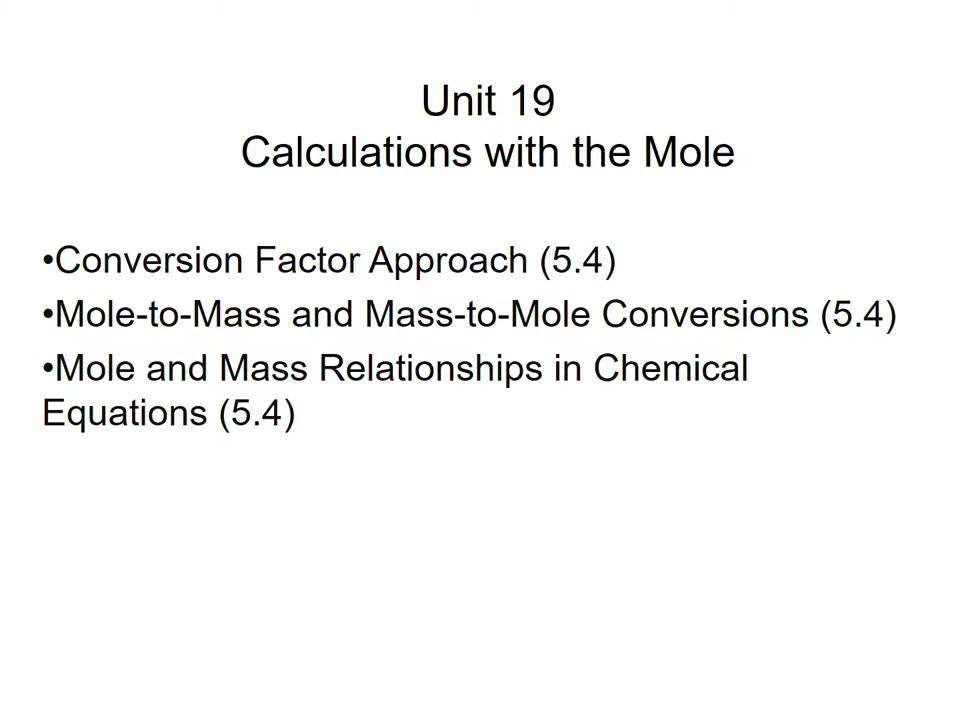 Unit 19
Calculations with the Mole
•Conversion Factor Approach (5.4)
•Mole-to-Mass and Mass-to-Mole Conversions (5.4)
•Mole and Mass Relationships in Chemical
Equations (5.4)